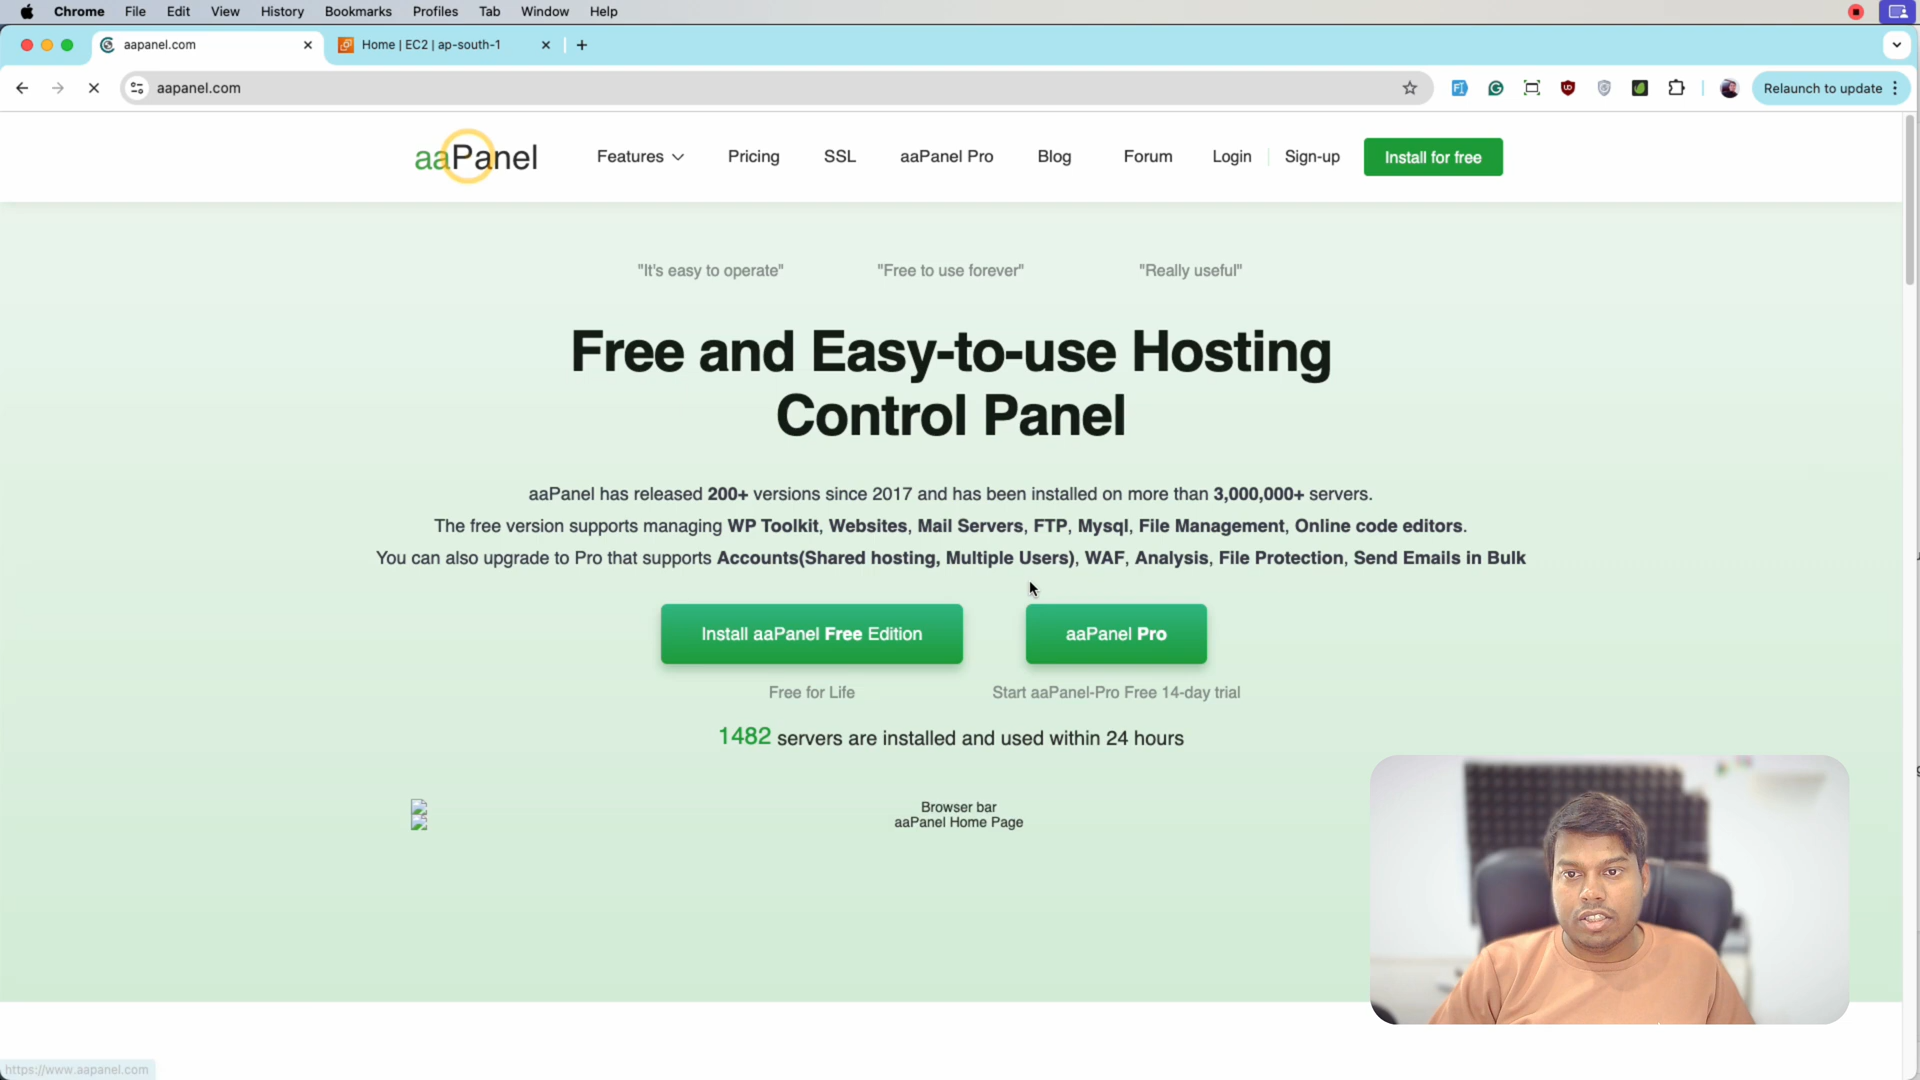 Chrome File Edit View History Bookmarks Profiles Tab Window Help
aapanel.com
Home | EC2 | ap-south-1
aapanel.com
Relaunch to update
aaPanel
Features
Pricing
SSL
aaPanel Pro
Blog
Forum
Login
Sign-up
Install for free
"It's easy to operate"
"Free to use forever"
"Really useful"
Free and Easy-to-use Hosting
Control Panel
aaPanel has released 200+ versions since 2017 and has been installed on more than 3,000,000+ servers.
The free version supports managing WP Toolkit, Websites, Mail Servers, FTP, Mysql, File Management, Online code editors.
You can also upgrade to Pro that supports Accounts(Shared hosting, Multiple Users), WAF, Analysis, File Protection, Send Emails in Bulk
Install aaPanel Free Edition
aaPanel Pro
Free for Life
Start aaPanel-Pro Free 14-day trial
1482 servers are installed and used within 24 hours
Browser bar
aaPanel Home Page
https://www.aapanel.com